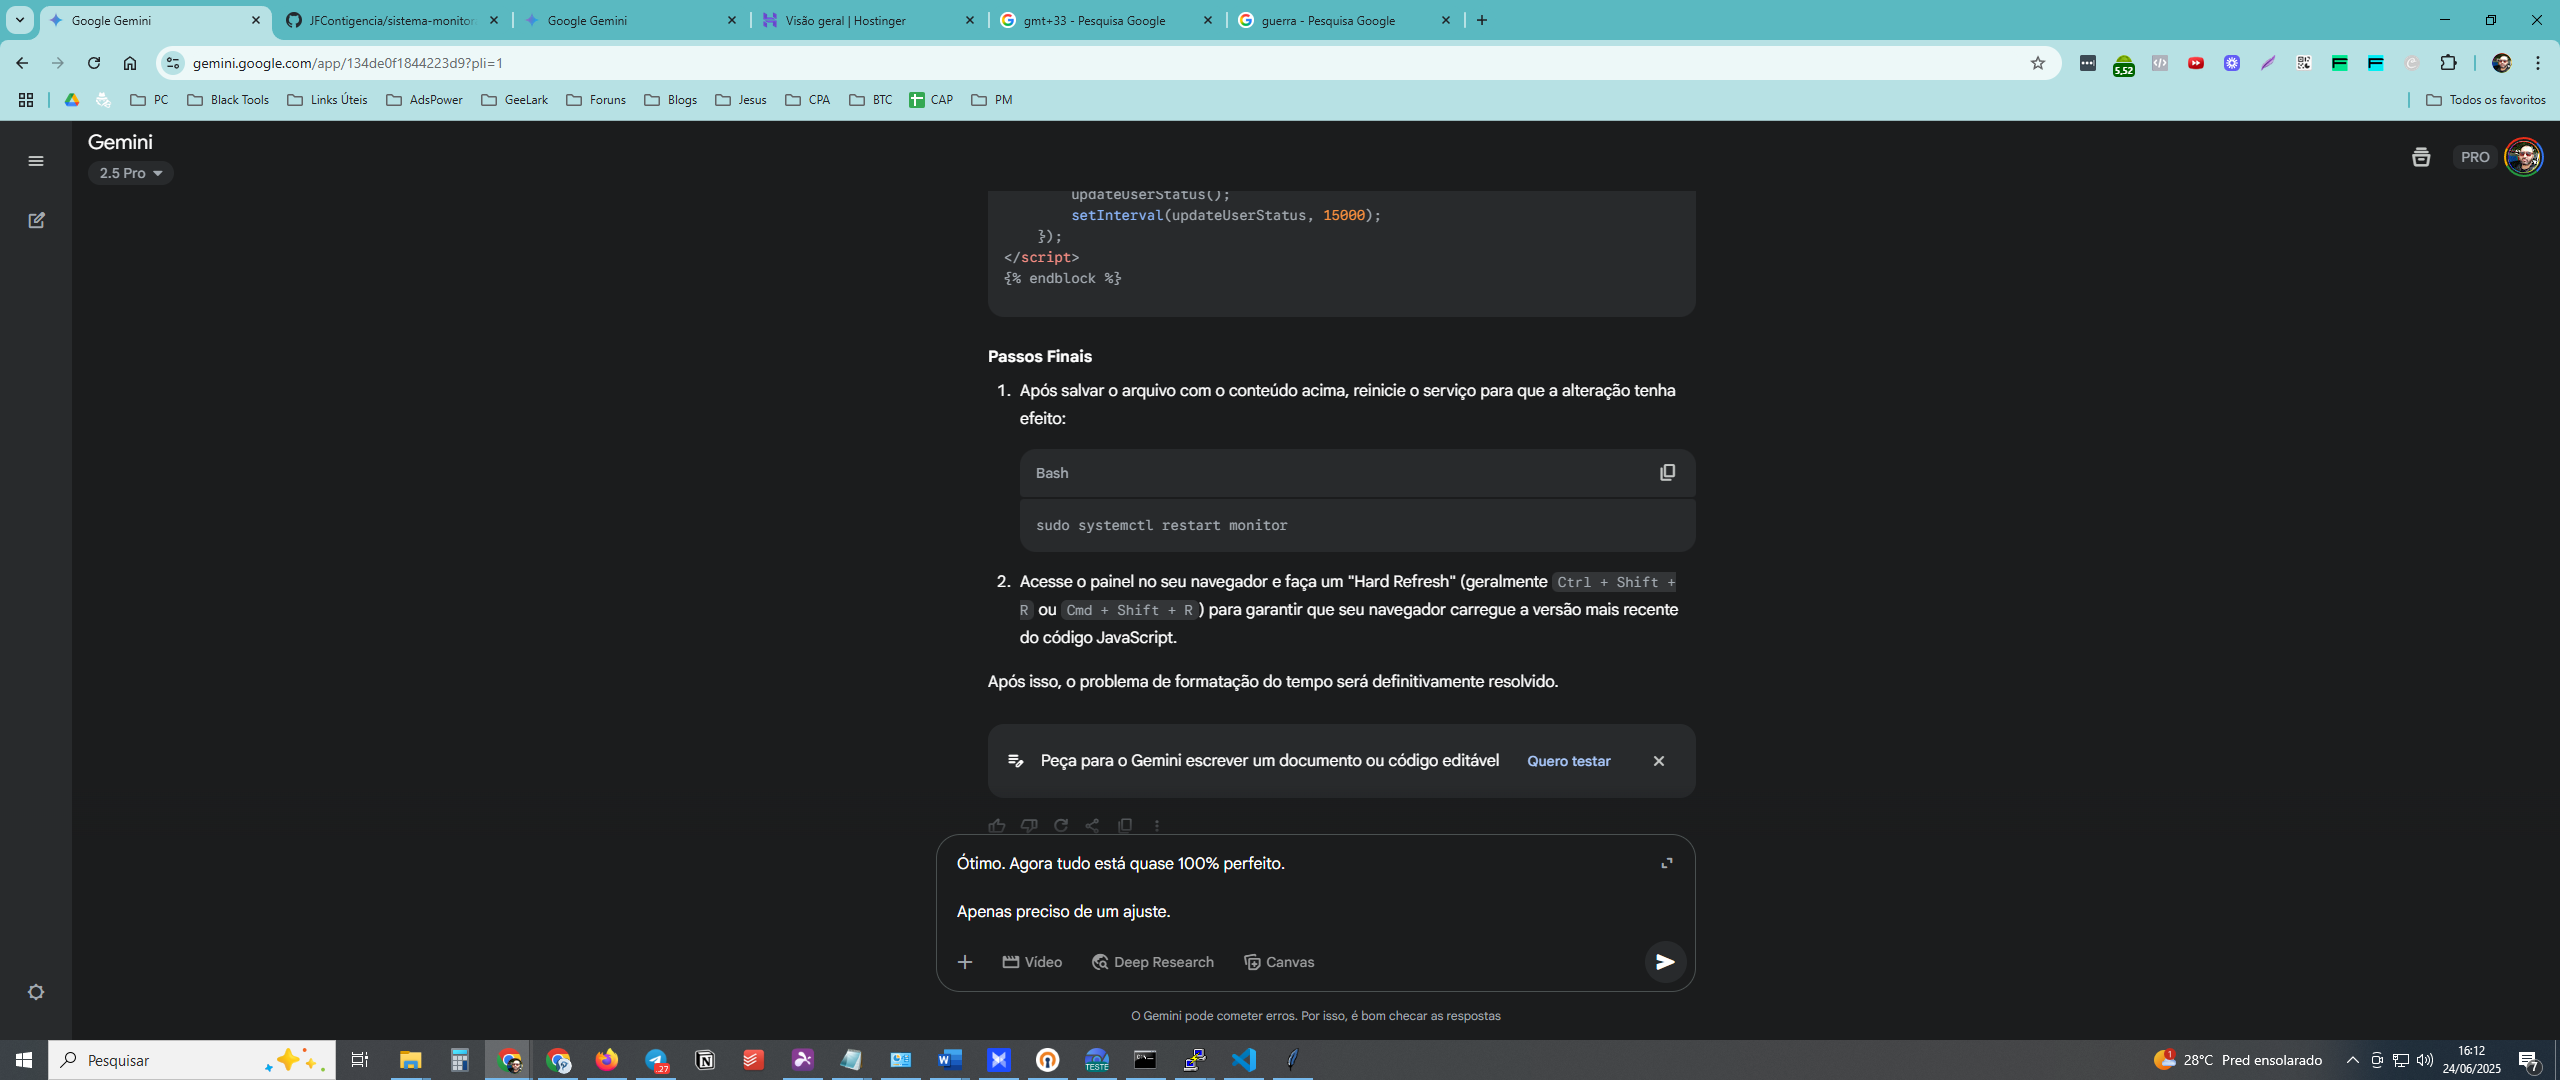 Google Gemini
JFContigencia/sistema-monitor
Google Gemini
Visão geral | Hostinger
gmt+33 - Pesquisa Google
guerra - Pesquisa Google
gemini.google.com/app/134de0f1844223d9?pli=1
5,52
PC
Black Tools
Links Úteis
AdsPower
GeeLark
Foruns
Blogs
Jesus
CPA
BTC
CAP
PM
Todos os favoritos
Gemini
2.5 Pro
PRO
updateUserStatus();
setInterval(updateUserStatus, 15000);
});
</script>
{% endblock %}
Passos Finais
1. Após salvar o arquivo com o conteúdo acima, reinicie o serviço para que a alteração tenha
efeito:
Bash
sudo systemctl restart monitor
2. Acesse o painel no seu navegador e faça um "Hard Refresh" (geralmente Ctrl + Shift +
R ou Cmd + Shift + R) para garantir que seu navegador carregue a versão mais recente
do código JavaScript.
Após isso, o problema de formatação do tempo será definitivamente resolvido.
Peça para o Gemini escrever um documento ou código editável
Quero testar
Ótimo. Agora tudo está quase 100% perfeito.
Apenas preciso de um ajuste.
Vídeo
Deep Research
Canvas
O Gemini pode cometer erros. Por isso, é bom checar as respostas
Pesquisar
27
TESTE
1
28°C Pred ensolarado
16:12
24/06/2025
7